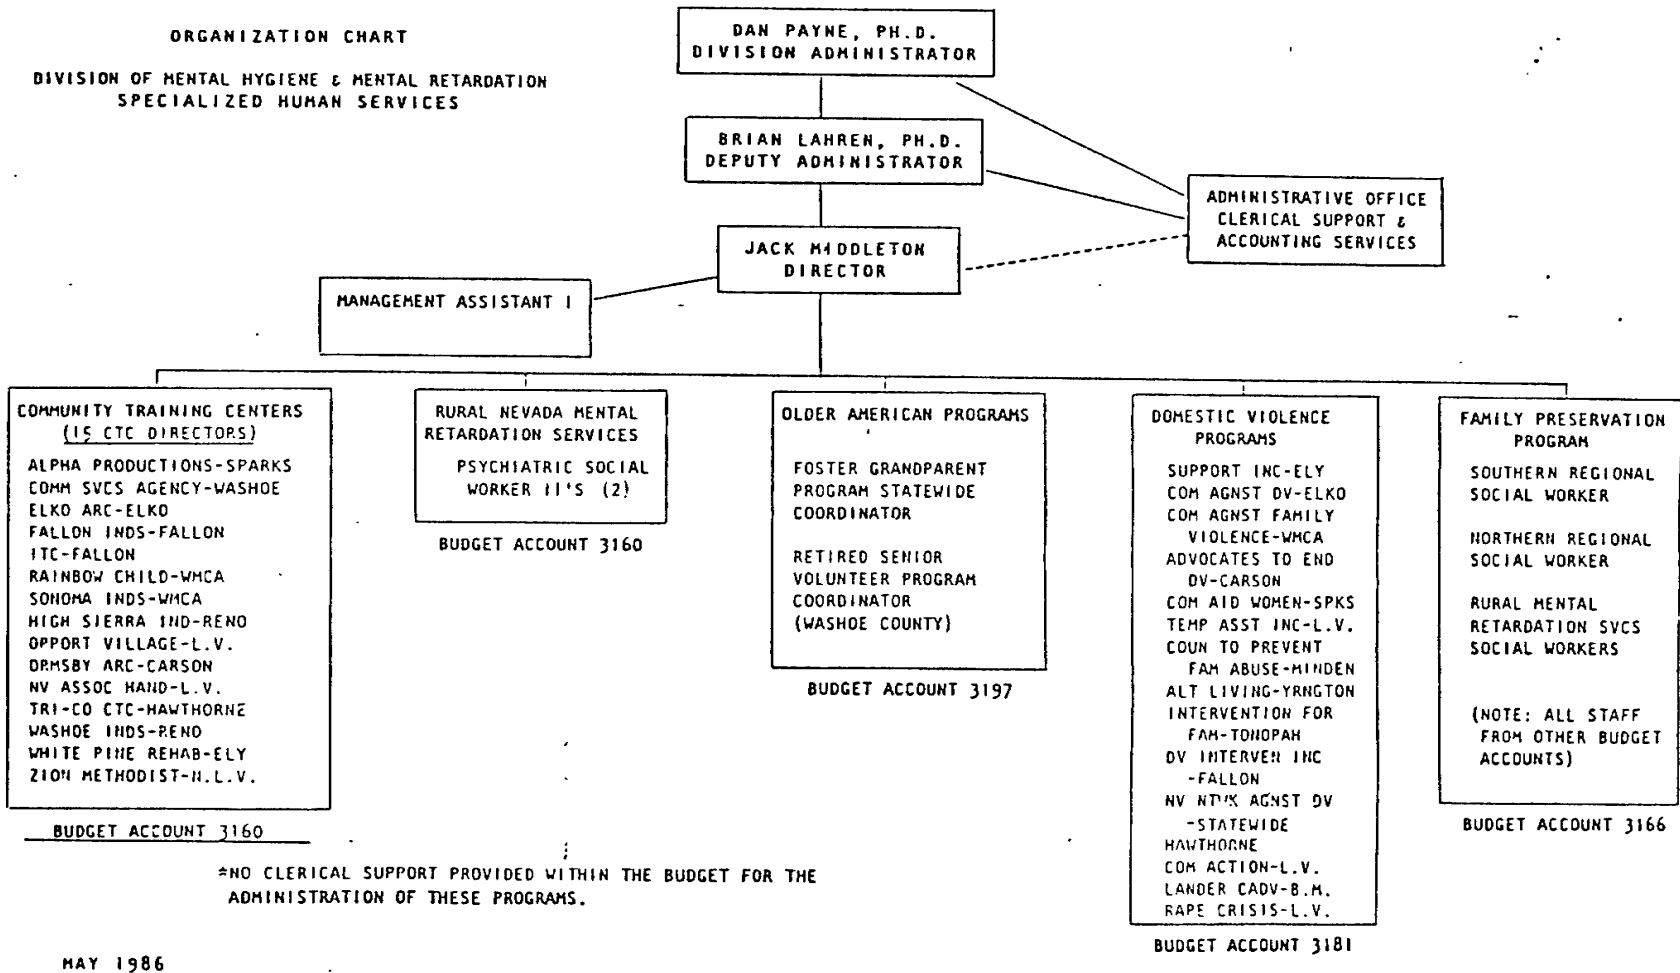 ORGANIZATION CHART
DIVISION OF MENTAL HYGIENE & MENTAL RETARDATION
SPECIALIZED HUMAN SERVICES
DAN PAYNE, PH.D.
DIVISION ADMINISTRATOR
BRIAN LAHREN, PH.D.
DEPUTY ADMINISTRATOR
ADMINISTRATIVE OFFICE
CLERICAL SUPPORT &
ACCOUNTING SERVICES
JACK MIDDLETON
DIRECTOR
MANAGEMENT ASSISTANT I
COMMUNITY TRAINING CENTERS
(15 CTC DIRECTORS)
ALPHA PRODUCTIONS-SPARKS
COMM SVCS AGENCY-WASHOE
ELKO ARC-ELKO
FALLON INDS-FALLON
ITC-FALLON
RAINBOW CHILD-WMCA
SONOMA INDS-WMCA
HIGH SIERRA IND-RENO
OPPORT VILLAGE-L.V.
ORMSBY ARC-CARSON
NV ASSOC HAND-L.V.
TRI-CO CTC-HAWTHORNE
WASHOE INDS-RENO
WHITE PINE REHAB-ELY
ZION METHODIST-N.L.V.
BUDGET ACCOUNT 3160
RURAL NEVADA MENTAL
RETARDATION SERVICES
PSYCHIATRIC SOCIAL
WORKER II'S (2)
BUDGET ACCOUNT 3160
OLDER AMERICAN PROGRAMS
FOSTER GRANDPARENT
PROGRAM STATEWIDE
COORDINATOR
RETIRED SENIOR
VOLUNTEER PROGRAM
COORDINATOR
(WASHOE COUNTY)
BUDGET ACCOUNT 3197
DOMESTIC VIOLENCE
PROGRAMS
SUPPORT INC-ELY
COM AGNST DV-ELKO
COM AGNST FAMILY
VIOLENCE-WMCA
ADVOCATES TO END
DV-CARSON
COM AID WOMEN-SPKS
TEMP ASST INC-L.V.
COUN TO PREVENT
FAM ABUSE-MINDEN
ALT LIVING-YRNGTON
INTERVENTION FOR
FAM-TONOPAH
DV INTERVEN INC
-FALLON
NV NTWK AGNST DV
-STATEWIDE
HAWTHORNE
COM ACTION-L.V.
LANDER CADV-B.M.
RAPE CRISIS-L.V.
BUDGET ACCOUNT 3181
FAMILY PRESERVATION
PROGRAM
SOUTHERN REGIONAL
SOCIAL WORKER
NORTHERN REGIONAL
SOCIAL WORKER
RURAL MENTAL
RETARDATION SVCS
SOCIAL WORKERS
(NOTE: ALL STAFF
FROM OTHER BUDGET
ACCOUNTS)
BUDGET ACCOUNT 3166
*NO CLERICAL SUPPORT PROVIDED WITHIN THE BUDGET FOR THE
ADMINISTRATION OF THESE PROGRAMS.
MAY 1986